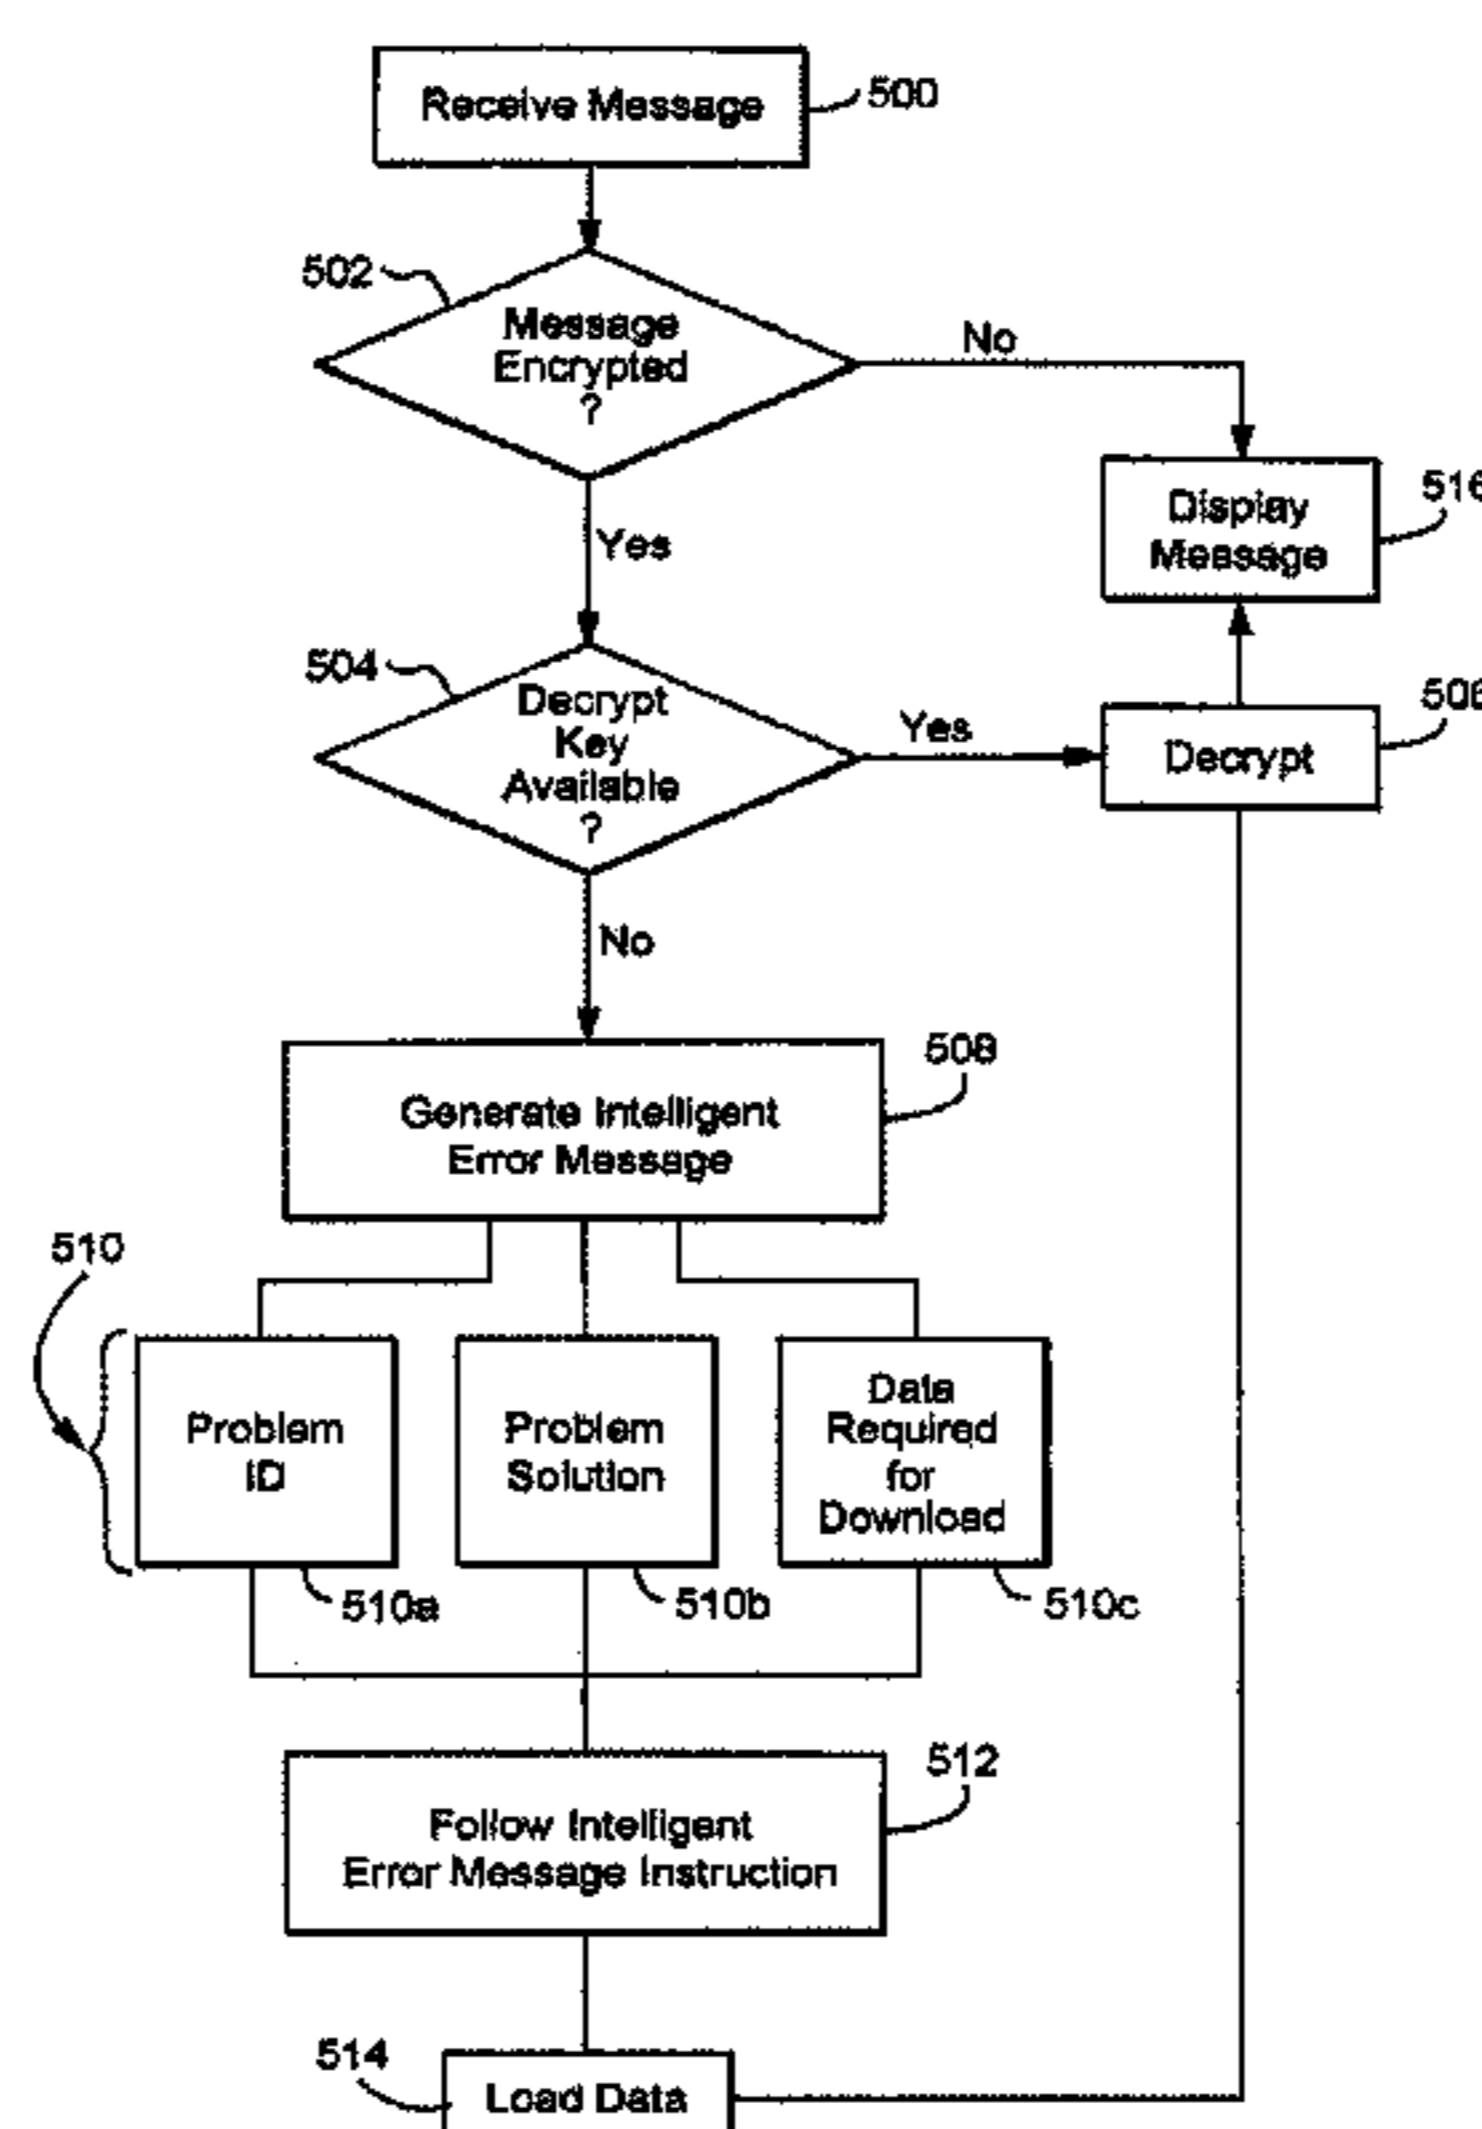 Receive Message
500
502
Message
Encrypted
?
No
Yes
Display
Message
516
504
Decrypt
Key
Available
?
Yes
Decrypt
506
No
Generate Intelligent
Error Message
508
510
Problem
ID
Problem
Solution
Data
Required
for
Download
510a
510b
510c
512
Follow Intelligent
Error Message Instruction
514
Load Data